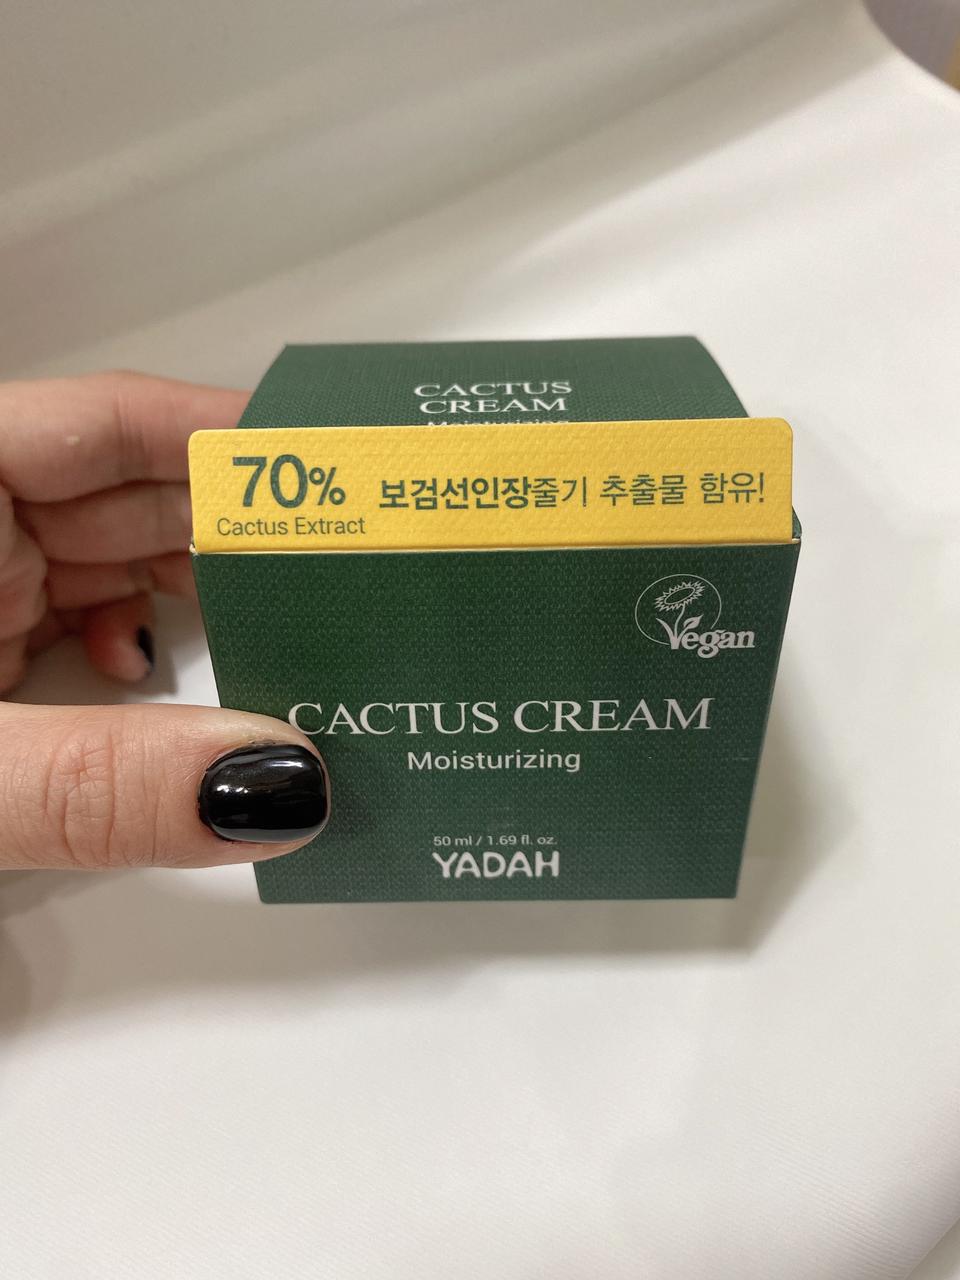 CACTUS
CREAM
Moisturizing
70%
Cactus Extract
보검선인장줄기 추출물 함유!
Vegan
CACTUS CREAM
Moisturizing
50 ml / 1.69 fl. oz.
YADAH